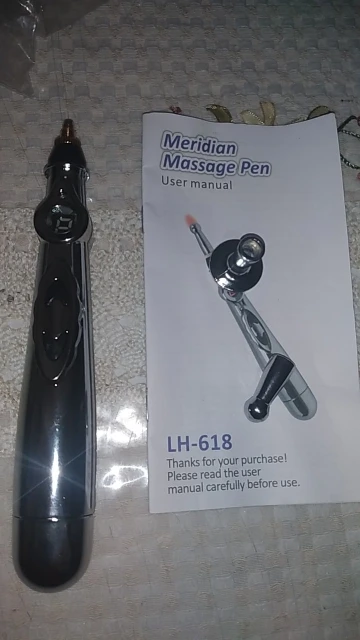 Meridian
Massage Pen
User manual
LH-618
Thanks for your purchase!
Please read the user
manual carefully before use.